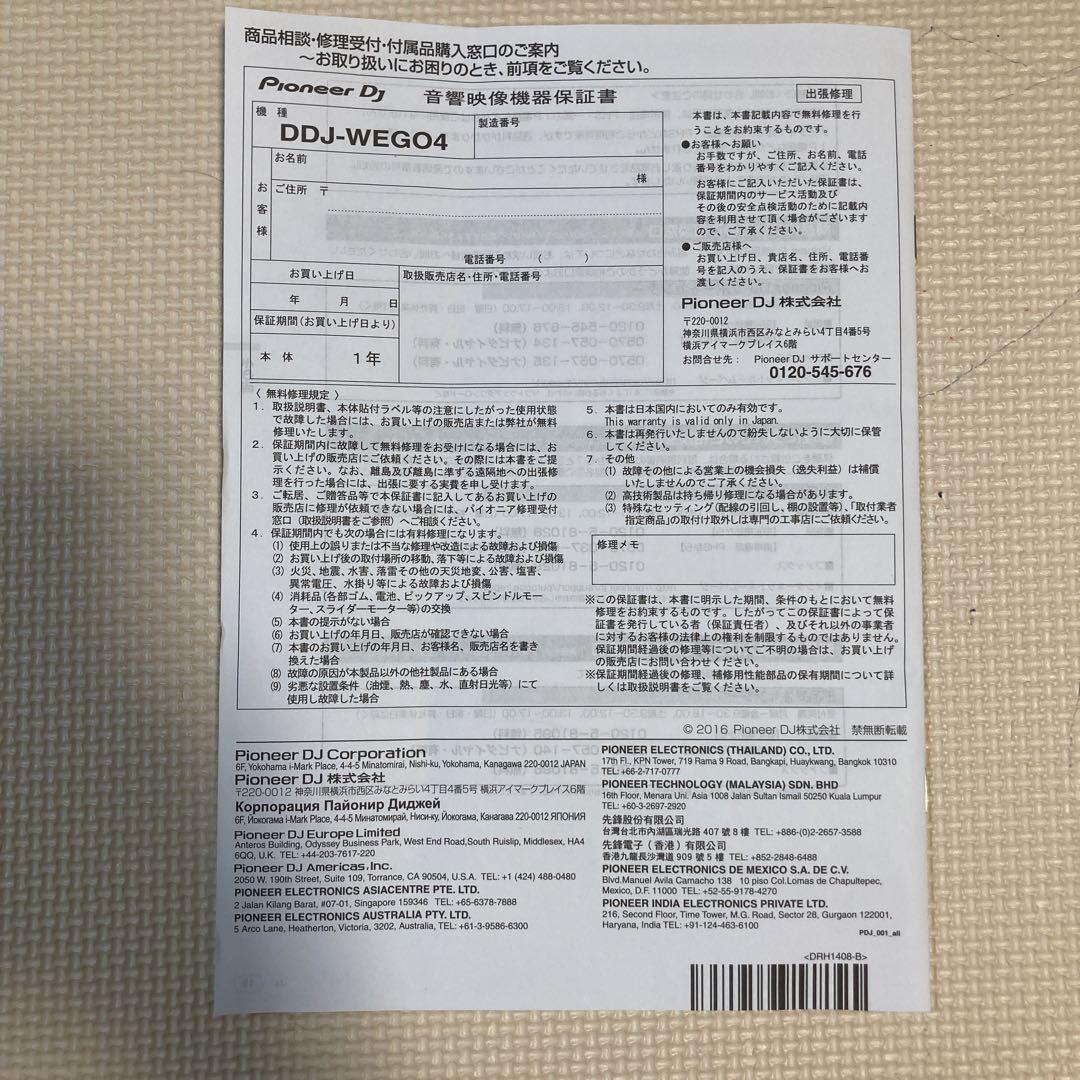 商品相談・修理受付・付属品購入窓口のご案内
～お取り扱いにお困りのとき、前項をご覧ください。
Pioneer DJ 音響映像機器保証書 出張修理
機 種
DDJ-WEGO4
製造番号
お客様
お名前
様
ご住所 〒
電話番号 ( )
お買い上げ日
年 月 日
保証期間(お買い上げ日より)
本 体 1年
取扱販売店名・住所・電話番号
本書は、本書記載内容で無料修理を行
うことをお約束するものです。
●お客様へお願い
お手数ですが、ご住所、お名前、電話
番号をわかりやすくご記入ください。
お客様にご記入いただいた保証書は、
保証期間内のサービス活動及び
その後の安全点検活動のために記載内
容を利用させて頂く場合がございます
ので、ご了承ください。
●ご販売店様へ
お買い上げ日、貴店名、住所、電話番
号を記入のうえ、保証書をお客様へお
渡しください。
Pioneer DJ 株式会社
〒220-0012
神奈川県横浜市西区みなとみらい4丁目4番5号
横浜アイマークプレイス6階
お問合せ先： Pioneer DJ サポートセンター
0120-545-676
〈 無料修理規定 〉
1. 取扱説明書、本体貼付ラベル等の注意にしたがった使用状態
で故障した場合には、お買い上げの販売店または弊社が無料
修理いたします。
2. 保証期間内に故障して無料修理をお受けになる場合には、お
買い上げの販売店にご依頼ください。その際には本書をご提
示ください。なお、離島及び離島に準ずる遠隔地への出張修
理を行った場合には、出張に要する実費を申し受けます。
3. ご転居、ご贈答品等で本保証書に記入してあるお買い上げの
販売店に修理が依頼できない場合には、パイオニア修理受付
窓口（取扱説明書をご参照）へご相談ください。
4. 保証期間内でも次の場合には有料修理になります。
(1) 使用上の誤りまたは不当な修理や改造による故障および損傷
(2) お買い上げ後の取付場所の移動、落下等による故障および損傷
(3) 火災、地震、水害、落雷その他の天災地変、公害、塩害、
異常電圧、水掛り等による故障および損傷
(4) 消耗品(各部ゴム、電池、ピックアップ、スピンドルモー
ター、スライダーモーター等)の交換
(5) 本書の提示がない場合
(6) お買い上げの年月日、販売店が確認できない場合
(7) 本書のお買い上げの年月日、お客様名、販売店名を書き
換えた場合
(8) 故障の原因が本製品以外の他社製品にある場合
(9) 劣悪な設置条件（油煙、熱、塵、水、直射日光等）にて
使用し故障した場合
5. 本書は日本国内においてのみ有効です。
This warranty is valid only in Japan.
6. 本書は再発行いたしませんので紛失しないように大切に保管
してください。
7. その他
(1) 故障その他による営業上の機会損失（逸失利益）は補償
いたしませんのでご了承ください。
(2) 高技術製品は持ち帰り修理になる場合があります。
(3) 特殊なセッティング(配線の引回し、棚の設置等)、「取付業者
指定商品」の取付け取外しは専門の工事店にご依頼ください。
修理メモ
※この保証書は、本書に明示した期間、条件のもとにおいて無料
修理をお約束するものです。したがってこの保証書によって保
証書を発行している者（保証責任者）、及びそれ以外の事業者
に対するお客様の法律上の権利を制限するものではありません。
保証期間経過後の修理等についてご不明の場合は、お買い上げ
の販売店にお問い合わせください。
※保証期間経過後の修理、補修用性能部品の保有期間について詳
しくは取扱説明書をご覧ください。
© 2016 Pioneer DJ株式会社 禁無断転載
Pioneer DJ Corporation
6F, Yokohama i-Mark Place, 4-4-5 Minatomirai, Nishi-ku, Yokohama, Kanagawa 220-0012 JAPAN
Pioneer DJ 株式会社
〒220-0012 神奈川県横浜市西区みなとみらい4丁目4番5号 横浜アイマークプレイス6階
Корпорация Пайонир Диджей
6F, Йокогама i-Mark Place, 4-4-5 Минатомирай, Ниси-ку, Йокогама, Канагава 220-0012 ЯПОНИЯ
Pioneer DJ Europe Limited
Anteros Building, Odyssey Business Park, West End Road,South Ruislip, Middlesex, HA4
6QQ, U.K. TEL: +44-203-7617-220
Pioneer DJ Americas, Inc.
2050 W. 190th Street, Suite 109, Torrance, CA 90504, U.S.A. TEL: +1 (424) 488-0480
PIONEER ELECTRONICS ASIACENTRE PTE. LTD.
2 Jalan Kilang Barat, #07-01, Singapore 159346 TEL: +65-6378-7888
PIONEER ELECTRONICS AUSTRALIA PTY. LTD.
5 Arco Lane, Heatherton, Victoria, 3202, Australia, TEL: +61-3-9586-6300
PIONEER ELECTRONICS (THAILAND) CO., LTD.
17th Fl., KPN Tower, 719 Rama 9 Road, Bangkapi, Huaykwang, Bangkok 10310
TEL: +66-2-717-0777
PIONEER TECHNOLOGY (MALAYSIA) SDN. BHD
16th Floor, Menara Uni. Asia 1008 Jalan Sultan Ismail 50250 Kuala Lumpur
TEL: +60-3-2697-2920
先鋒股份有限公司
台灣台北市內湖區瑞光路 407 號 8 樓 TEL: +886-(0)2-2657-3588
先鋒電子（香港）有限公司
香港九龍長沙灣道 909 號 5 樓 TEL: +852-2848-6488
PIONEER ELECTRONICS DE MEXICO S.A. DE C.V.
Blvd.Manuel Avila Camacho 138 10 piso Col.Lomas de Chapultepec,
Mexico, D.F. 11000 TEL: +52-55-9178-4270
PIONEER INDIA ELECTRONICS PRIVATE LTD.
216, Second Floor, Time Tower, M.G. Road, Sector 28, Gurgaon 122001,
Haryana, India TEL: +91-124-463-6100
PDJ_001_all
<DRH1408-B>